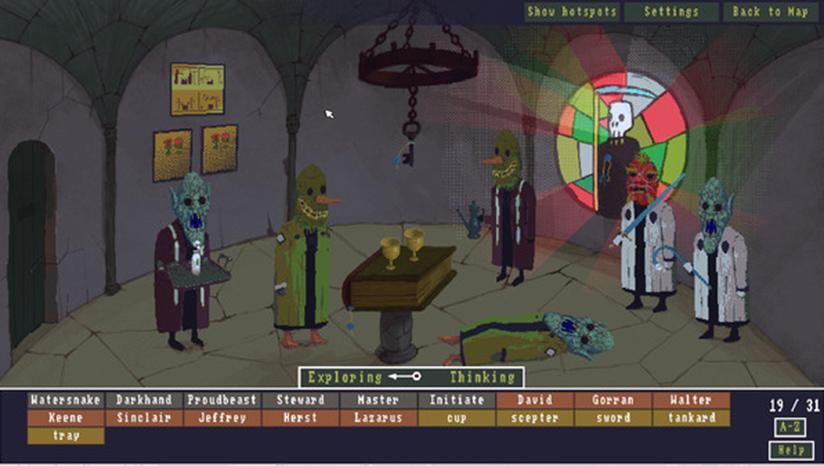 Show hotspots Settings Back to Map
Exploring Thinking
Watersnake Darkhand Proudbeast Steward Master Initiate David Gorran Walter
19 / 31
Keene Sinclair Jeffrey Herst Lazarus cup scepter sword tankard
A-Z
tray
Help